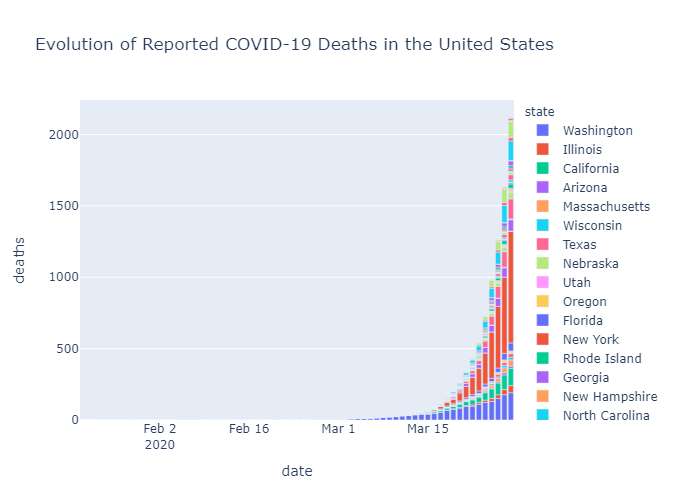 Evolution of Reported COVID-19 Deaths in the United States
state
Washington
Illinois
California
Arizona
Massachusetts
Wisconsin
Texas
Nebraska
Utah
Oregon
Florida
New York
Rhode Island
Georgia
New Hampshire
North Carolina
deaths
2000
1500
1000
500
0
Feb 2
2020
Feb 16
Mar 1
Mar 15
date